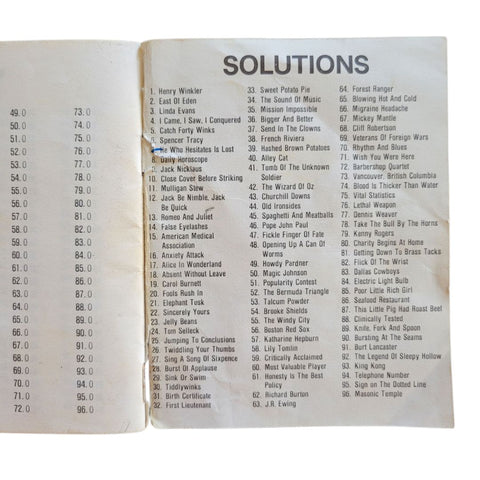 49. 0 73. 0
50. 0 74. 0
51. 0 75. 0
52. 0 76. 0
53. 0 77. 0
54. 0 78. 0
55. 0 79. 0
56. 0 80. 0
57. 0 81. 0
58. 0 82. 0
59. 0 83. 0
60. 0 84. 0
61. 0 85. 0
62. 0 86. 0
63. 0 87. 0
64. 0 88. 0
65. 0 89. 0
66. 0 90. 0
67. 0 91. 0
68. 0 92. 0
69. 0 93. 0
70. 0 94. 0
71. 0 95. 0
72. 0 96. 0
SOLUTIONS
1. Henry Winkler
2. East Of Eden
3. Linda Evans
4. I Came, I Saw, I Conquered
5. Catch Forty Winks
6. Spencer Tracy
He Who Hesitates Is Lost
8. Daily Horoscope
9. Jack Nicklaus
10. Close Cover Before Striking
11. Mulligan Stew
12. Jack Be Nimble, Jack
Be Quick
13. Romeo And Juliet
14. False Eyelashes
15. American Medical
Association
16. Anxiety Attack
17. Alice In Wonderland
18. Absent Without Leave
19. Carol Burnett
20. Fools Rush In
21. Elephant Tusk
22. Sincerely Yours
23. Jelly Beans
24. Tom Selleck
25. Jumping To Conclusions
26. Twiddling Your Thumbs
27. Sing A Song Of Sixpence
28. Burst Of Applause
29. Sink Or Swim
30. Tiddlywinks
31. Birth Certificate
32. First Lieutenant
33. Sweet Potato Pie
34. The Sound Of Music
35. Mission Impossible
36. Bigger And Better
37. Send In The Clowns
38. French Riviera
39. Hashed Brown Potatoes
40. Alley Cat
41. Tomb Of The Unknown
Soldier
42. The Wizard Of Oz
43. Churchill Downs
44. Old Ironsides
45. Spaghetti And Meatballs
46. Pope John Paul
47. Fickle Finger Of Fate
48. Opening Up A Can Of
Worms
49. Howdy Pardner
50. Magic Johnson
51. Popularity Contest
52. The Bermuda Triangle
53. Talcum Powder
54. Brooke Shields
55. The Windy City
56. Boston Red Sox
57. Katharine Hepburn
58. Lily Tomlin
59. Critically Acclaimed
60. Most Valuable Player
61. Honesty Is The Best
Policy
62. Richard Burton
63. J.R. Ewing
64. Forest Ranger
65. Blowing Hot And Cold
66. Migraine Headache
67. Mickey Mantle
68. Cliff Robertson
69. Veterans Of Foreign Wars
70. Rhythm And Blues
71. Wish You Were Here
72. Barbershop Quartet
73. Vancouver, British Columbia
74. Blood Is Thicker Than Water
75. Vital Statistics
76. Lethal Weapon
77. Dennis Weaver
78. Take The Bull By The Horns
79. Kenny Rogers
80. Charity Begins At Home
81. Getting Down To Brass Tacks
82. Flick Of The Wrist
83. Dallas Cowboys
84. Electric Light Bulb
85. Poor Little Rich Girl
86. Seafood Restaurant
87. This Little Pig Had Roast Beef
88. Clinically Tested
89. Knife, Fork And Spoon
90. Bursting At The Seams
91. Burt Lancaster
92. The Legend Of Sleepy Hollow
93. King Kong
94. Telephone Number
95. Sign on the Dotted Line
96. Masonic Temple